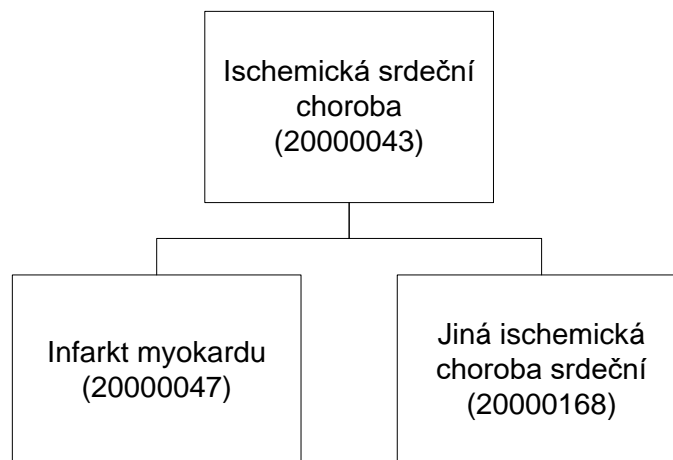 Ischemická srdeční
choroba
(20000043)
Infarkt myokardu
(20000047)
Jiná ischemická
choroba srdeční
(20000168)